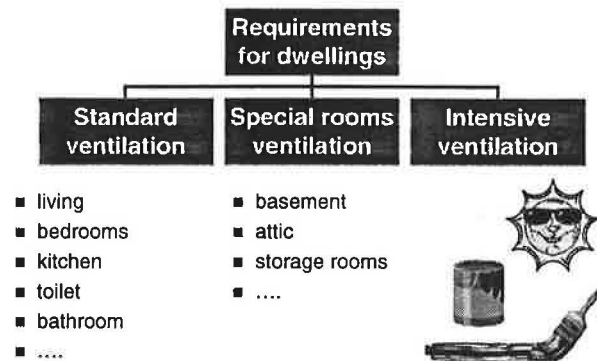 Requirements
for dwellings
Standard
ventilation
Special rooms
ventilation
Intensive
ventilation
■ living
■ bedrooms
■ kitchen
■ toilet
■ bathroom
■ ....
■ basement
■ attic
■ storage rooms
■ ....